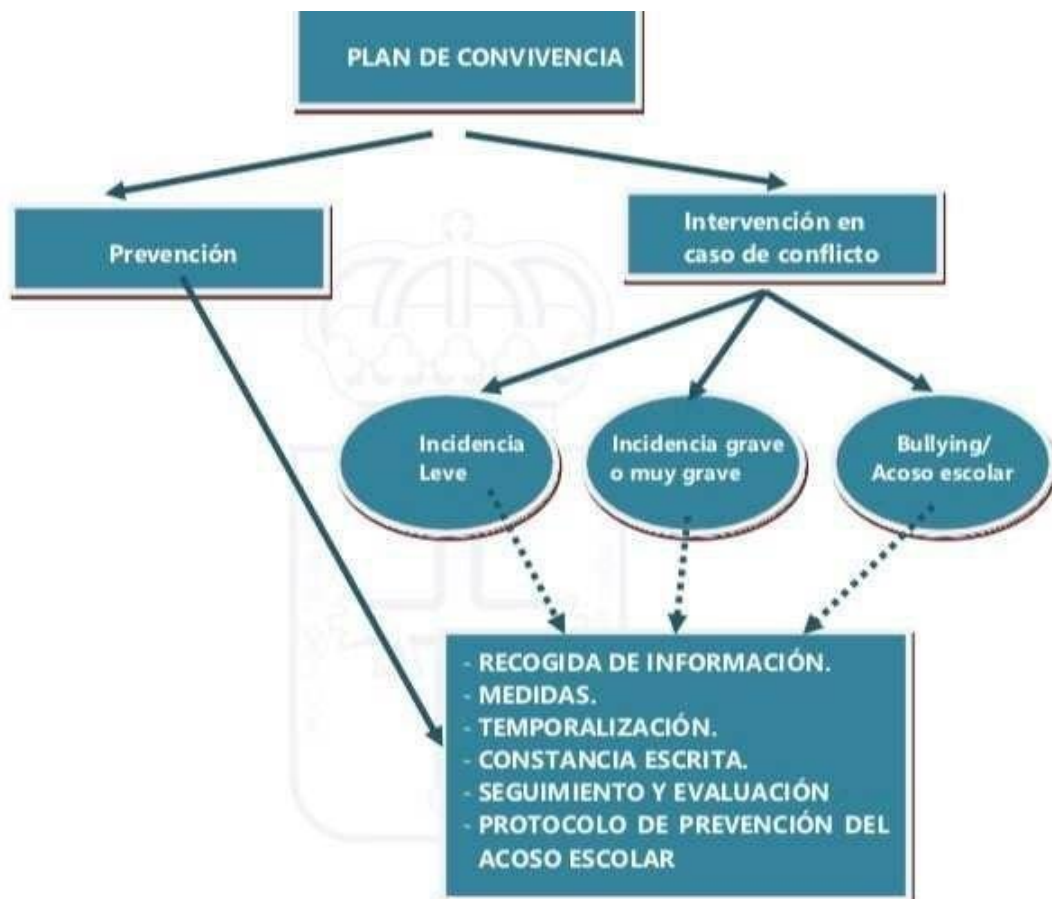 PLAN DE CONVIVENCIA
Prevención
Intervención en
caso de conflicto
Incidencia
Leve
Incidencia grave
o muy grave
Bullying/
Acoso escolar
- RECOGIDA DE INFORMACIÓN.
- MEDIDAS.
- TEMPORALIZACIÓN.
- CONSTANCIA ESCRITA.
- SEGUIMIENTO Y EVALUACIÓN
- PROTOCOLO DE PREVENCIÓN DEL
ACOSO ESCOLAR